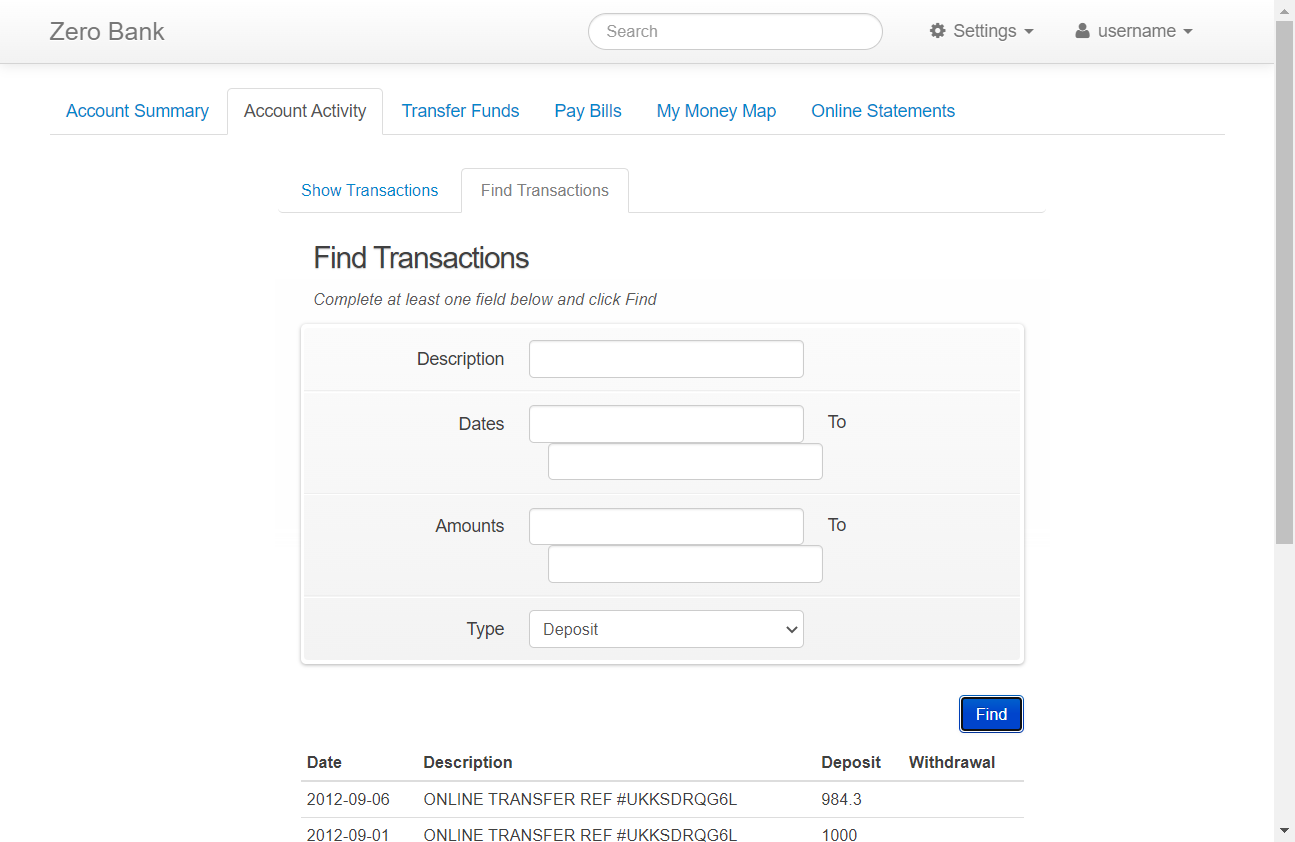 Zero Bank
Search
Settings
username
Account Summary
Account Activity
Transfer Funds
Pay Bills
My Money Map
Online Statements
Show Transactions
Find Transactions
Find Transactions
Complete at least one field below and click Find
Description
Dates
To
Amounts
To
Type
Deposit
Find
Date Description Deposit Withdrawal
2012-09-06 ONLINE TRANSFER REF #UKKSDRQG6L 984.3
2012-09-01 ONLINE TRANSFER REF #UKKSDRQG6L 1000